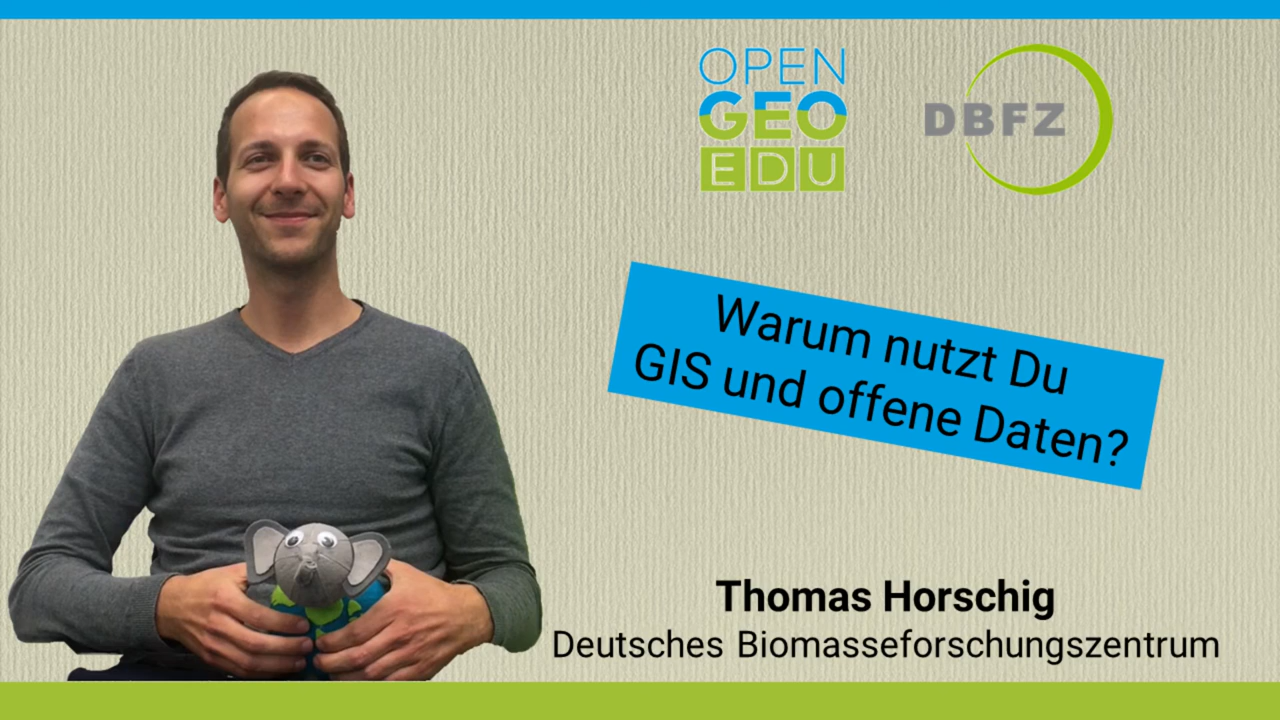 OPEN
GEO
EDU
DBFZ
Warum nutzt Du
GIS und offene Daten?
Thomas Horschig
Deutsches Biomasseforschungszentrum